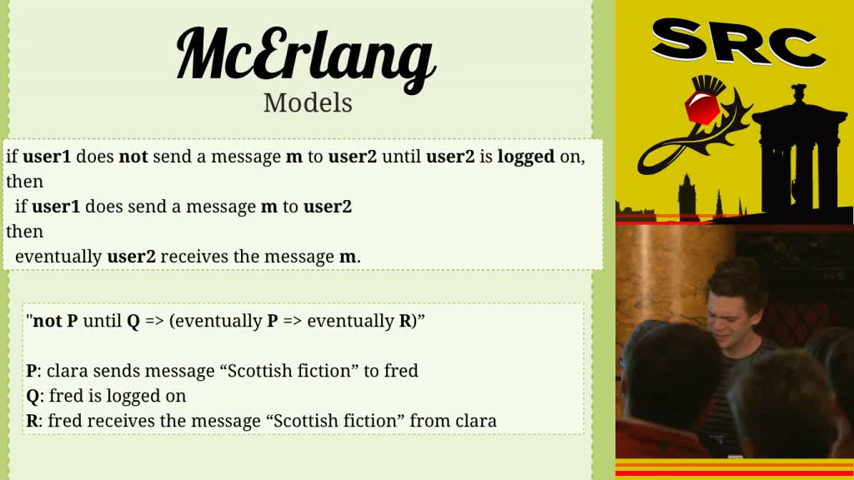 McErlang
Models
if user1 does not send a message m to user2 until user2 is logged on,
then
if user1 does send a message m to user2
then
eventually user2 receives the message m.
"not P until Q => (eventually P => eventually R)”
P: clara sends message “Scottish fiction” to fred
Q: fred is logged on
R: fred receives the message “Scottish fiction” from clara
SRC